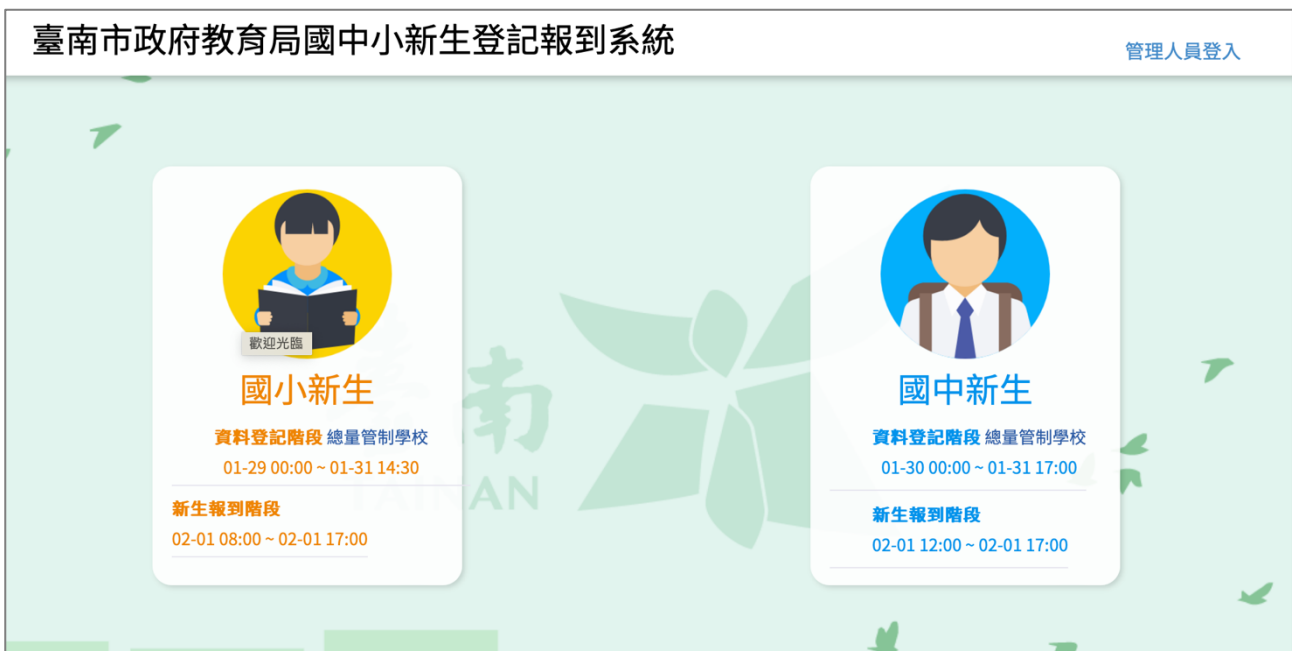 臺南市政府教育局國中小新生登記報到系統
管理人員登入
歡迎光臨
國小新生
資料登記階段 總量管制學校
01-29 00:00 ~ 01-31 14:30
新生報到階段
02-01 08:00 ~ 02-01 17:00
國中新生
資料登記階段 總量管制學校
01-30 00:00 ~ 01-31 17:00
新生報到階段
02-01 12:00 ~ 02-01 17:00
臺南
TAINAN